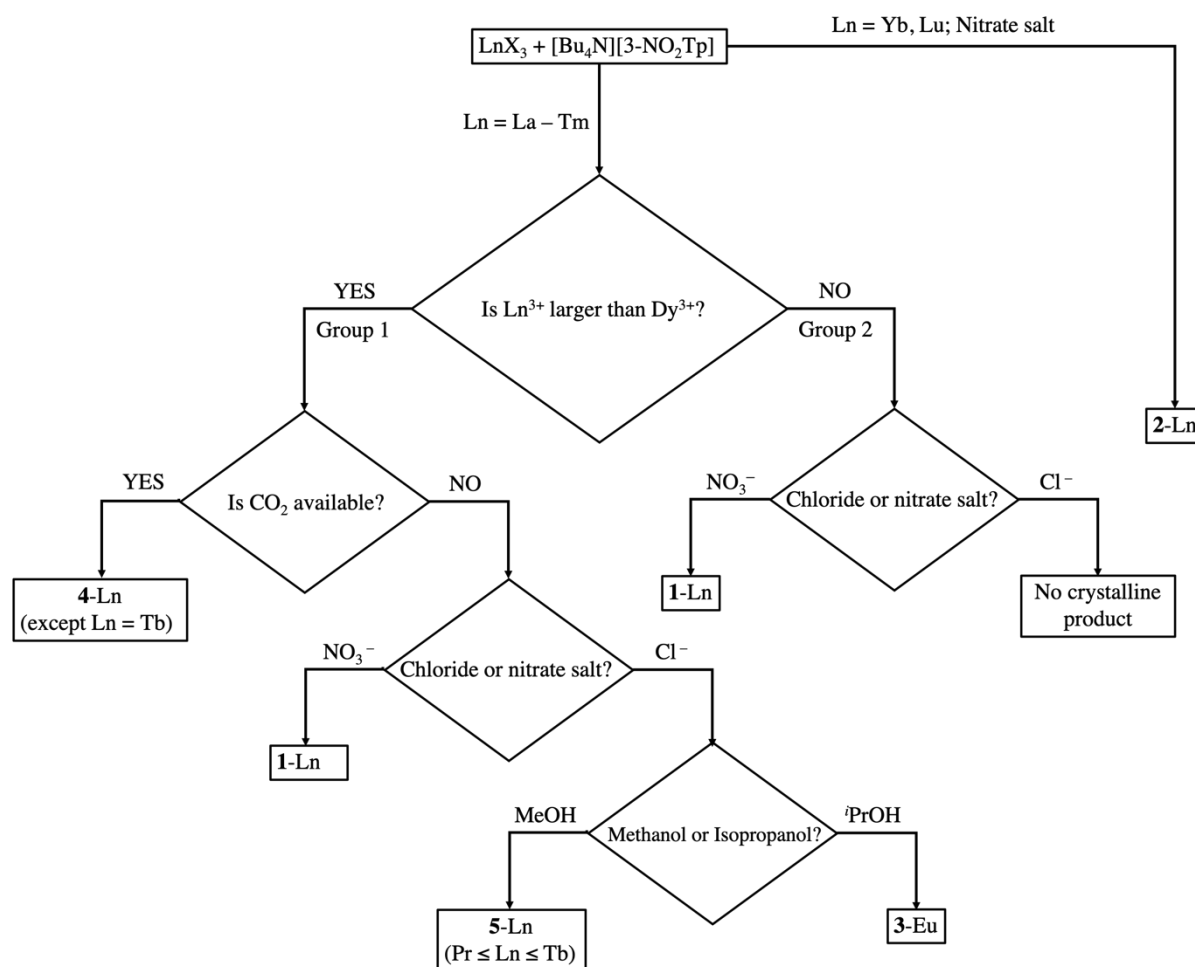 Ln = Yb, Lu; Nitrate salt
LnX₃ + [Bu₄N][3-NO₂Tp]
Ln = La – Tm
YES
NO
Is Ln³⁺ larger than Dy³⁺?
Group 1
Group 2
2-Ln
YES
Is CO₂ available?
NO
NO₃⁻
Chloride or nitrate salt?
Cl⁻
4-Ln
(except Ln = Tb)
1-Ln
No crystalline
product
NO₃⁻
Chloride or nitrate salt?
Cl⁻
1-Ln
MeOH
Methanol or Isopropanol?
ⁱPrOH
5-Ln
(Pr ≤ Ln ≤ Tb)
3-Eu